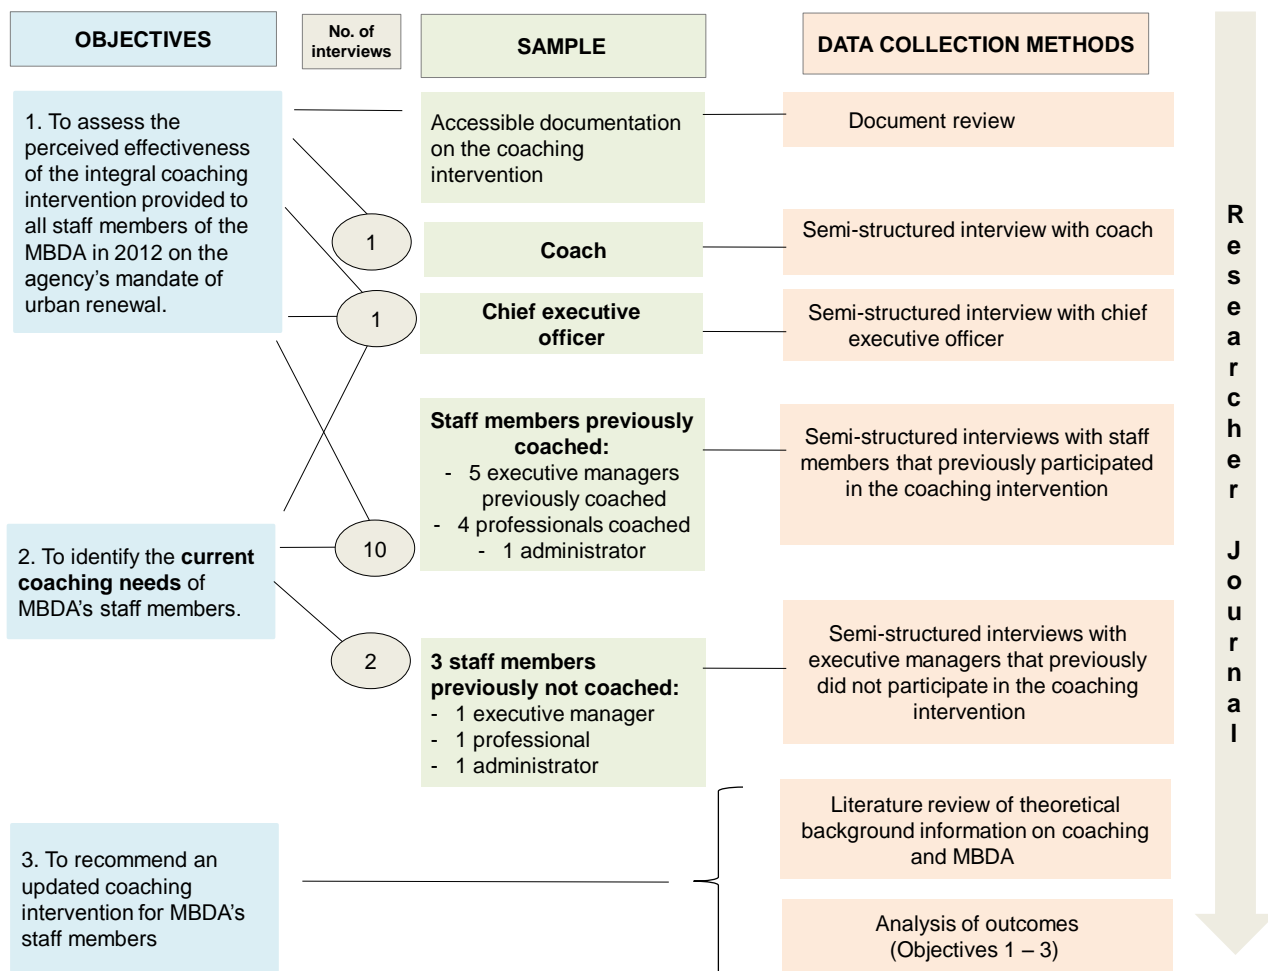 OBJECTIVES
No. of
interviews
SAMPLE
DATA COLLECTION METHODS
1. To assess the
perceived effectiveness
of the integral coaching
intervention provided to
all staff members of the
MBDA in 2012 on the
agency's mandate of
urban renewal.
Accessible documentation
on the coaching
intervention
Document review
1
Coach
Semi-structured interview with coach
1
Chief executive
officer
Semi-structured interview with chief
executive officer
Staff members previously
coached:
- 5 executive managers
previously coached
- 4 professionals coached
- 1 administrator
Semi-structured interviews with staff
members that previously participated
in the coaching intervention
2. To identify the current
coaching needs of
MBDA's staff members.
10
2
3 staff members
previously not coached:
- 1 executive manager
- 1 professional
- 1 administrator
Semi-structured interviews with
executive managers that previously
did not participate in the coaching
intervention
3. To recommend an
updated coaching
intervention for MBDA's
staff members
Literature review of theoretical
background information on coaching
and MBDA
Analysis of outcomes
(Objectives 1 – 3)
Researcher Journal